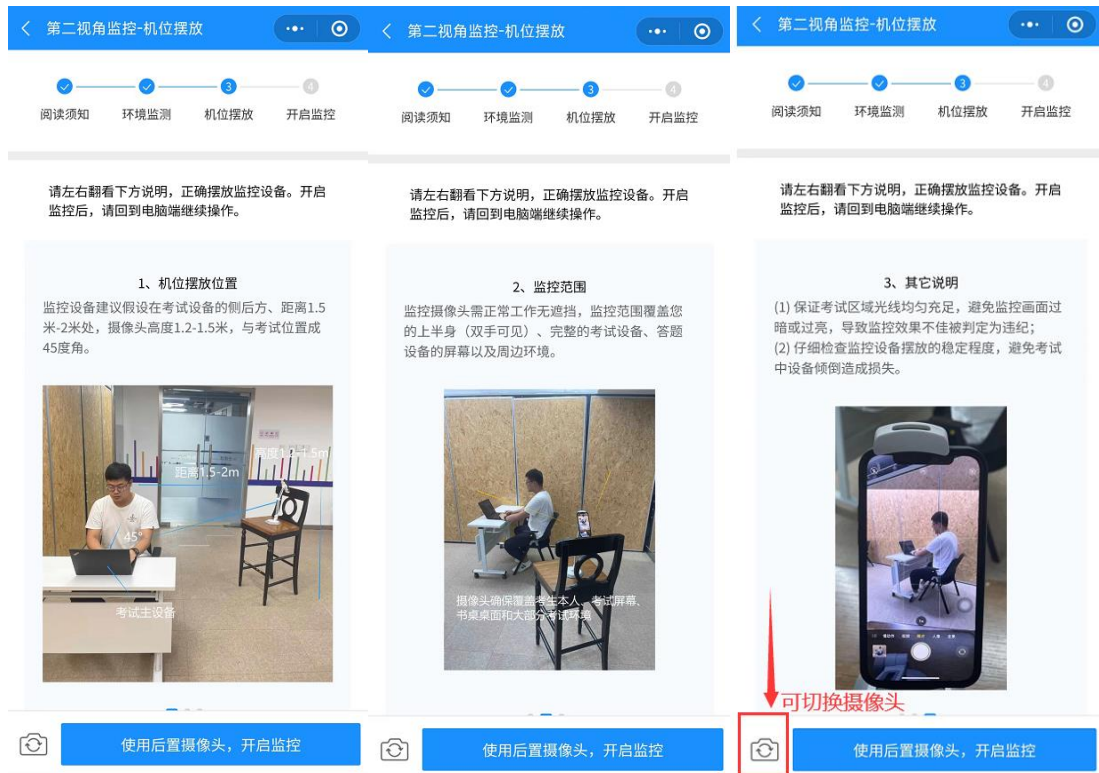 第二视角监控-机位摆放
阅读须知
环境监测
3
机位摆放
4
开启监控
请左右翻看下方说明，正确摆放监控设备。开启
监控后，请回到电脑端继续操作。
1、机位摆放位置
监控设备建议假设在考试设备的侧后方、距离1.5
米-2米处，摄像头高度1.2-1.5米，与考试位置成
45度角。
高度1.2-1.5m
距离1.5-2m
45°
考试主设备
使用后置摄像头，开启监控
第二视角监控-机位摆放
阅读须知
环境监测
3
机位摆放
4
开启监控
请左右翻看下方说明，正确摆放监控设备。开启
监控后，请回到电脑端继续操作。
2、监控范围
监控摄像头需正常工作无遮挡，监控范围覆盖您
的上半身（双手可见）、完整的考试设备、答题
设备的屏幕以及周边环境。
摄像头确保覆盖考生本人、考试屏幕、
书桌桌面和大部分考试环境
使用后置摄像头，开启监控
第二视角监控-机位摆放
阅读须知
环境监测
3
机位摆放
4
开启监控
请左右翻看下方说明，正确摆放监控设备。开启
监控后，请回到电脑端继续操作。
3、其它说明
(1) 保证考试区域光线均匀充足，避免监控画面过
暗或过亮，导致监控效果不佳被判定为违纪；
(2) 仔细检查监控设备摆放的稳定程度，避免考试
中设备倾倒造成损失。
可切换摄像头
使用后置摄像头，开启监控